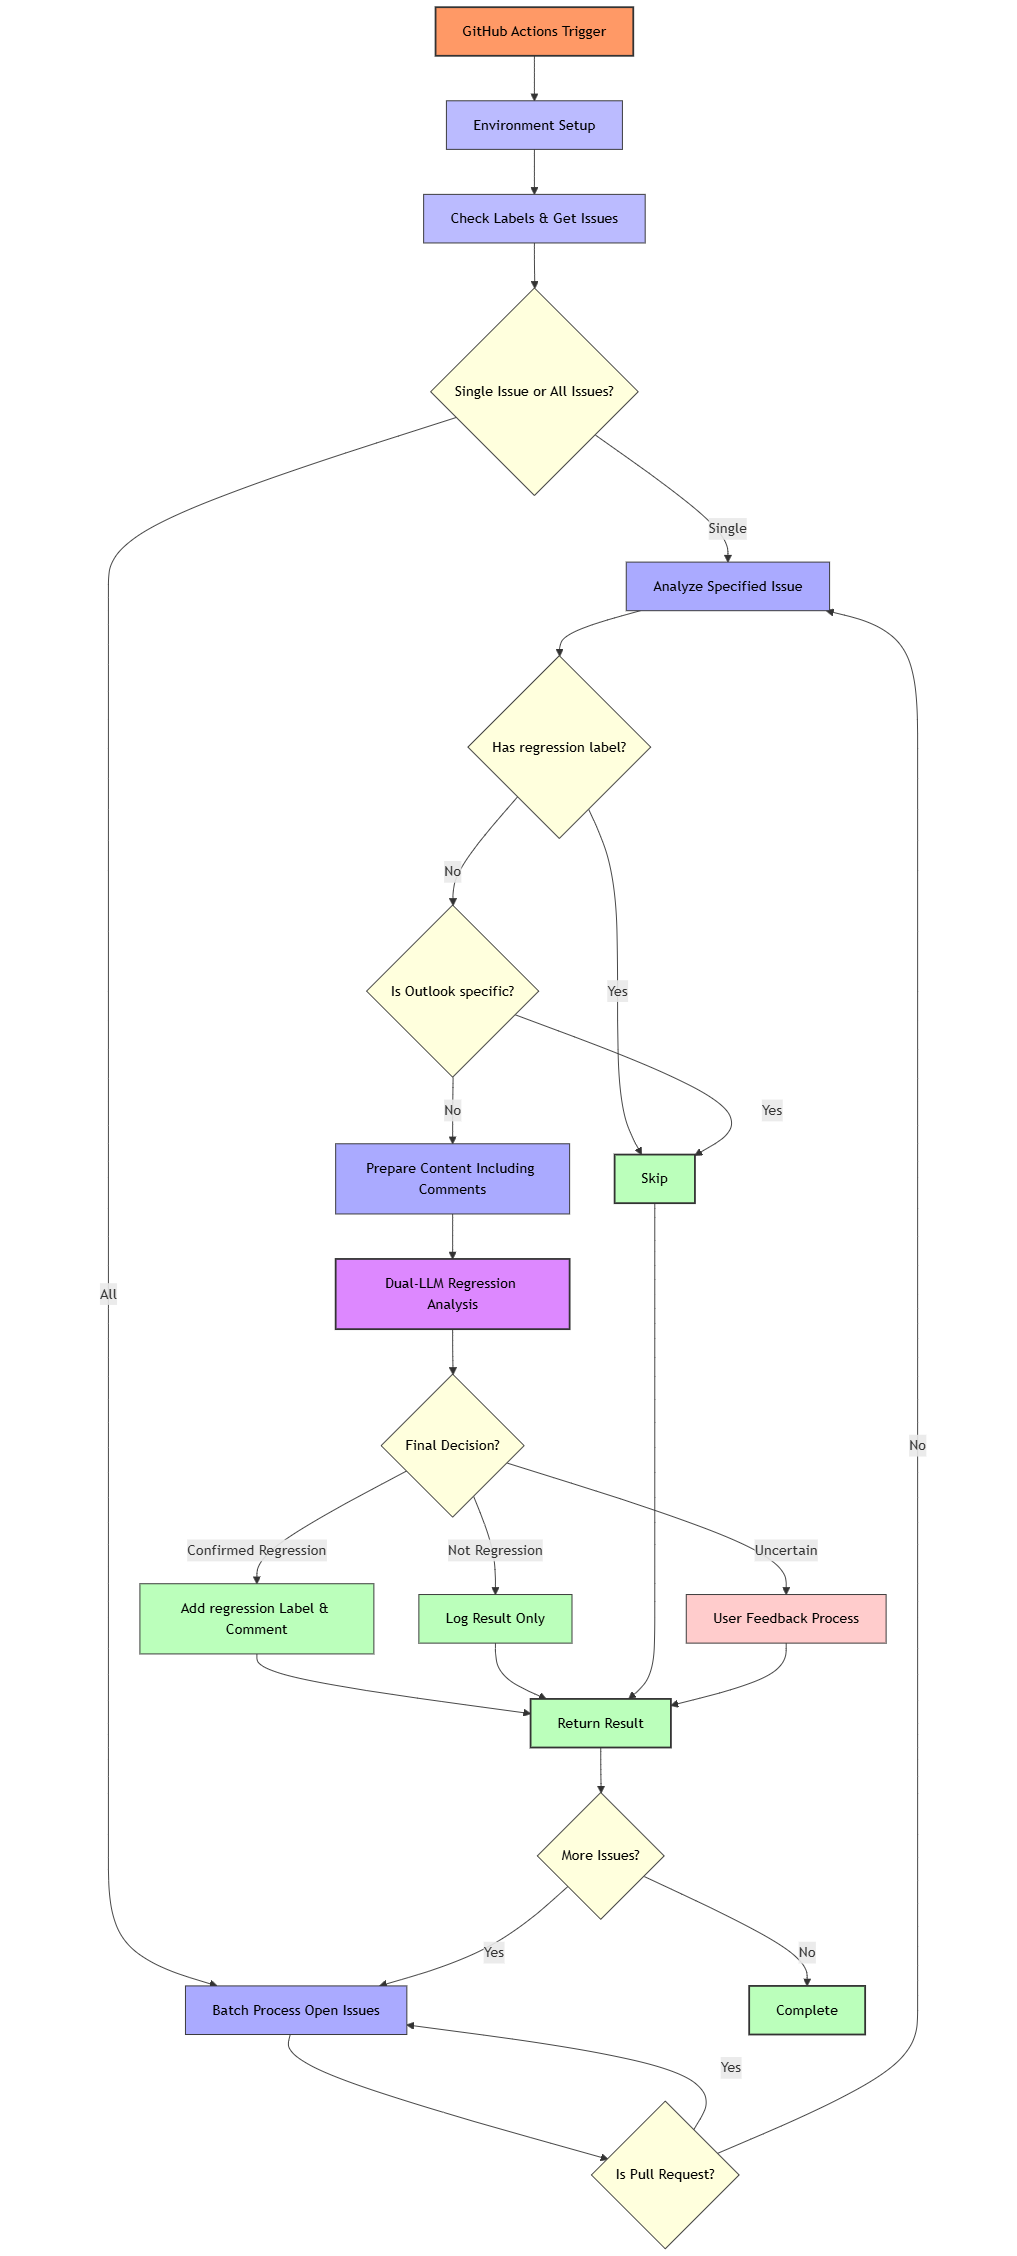 GitHub Actions Trigger
Environment Setup
Check Labels & Get Issues
Single Issue or All Issues?
Single
Analyze Specified Issue
Has regression label?
No
Yes
Is Outlook specific?
No
Yes
Prepare Content Including
Comments
Skip
Dual-LLM Regression
Analysis
All
Final Decision?
No
Confirmed Regression
Not Regression
Uncertain
Add regression Label &
Comment
Log Result Only
User Feedback Process
Return Result
More Issues?
Yes
No
Batch Process Open Issues
Complete
Yes
Is Pull Request?